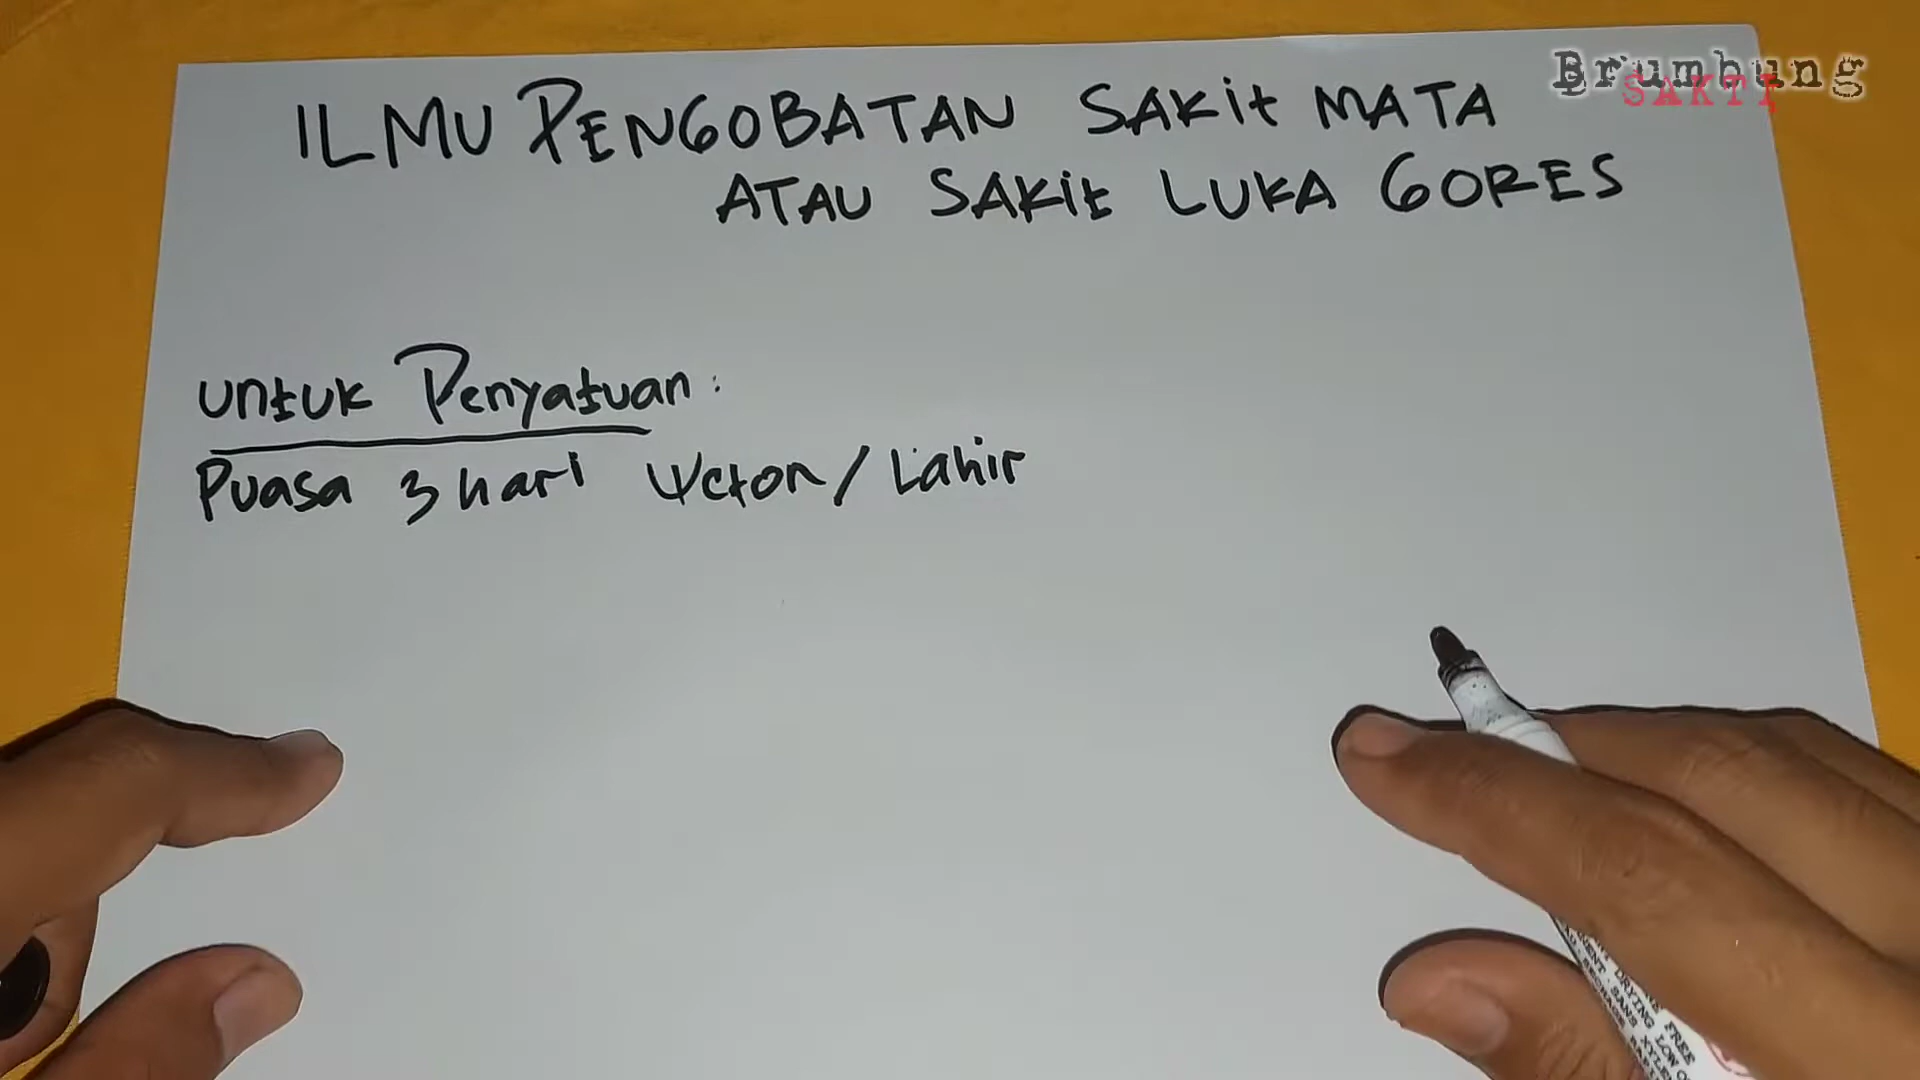 Brumbung
SAKTI
ILMU PENGOBATAN SAKit MATA
ATAU SAKit LUKA GORES
untuk Penyatuan:
Puasa 3 hari Weton/Lahir